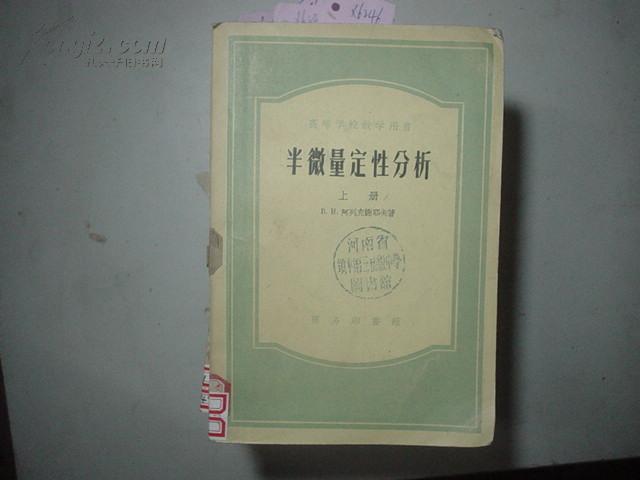 X6246
Kongfz.com
孔夫子旧书网
高等学校教学用书
半微量定性分析
上册
B. H. 阿列克谢耶夫著
河南省
图书馆
商务印书馆